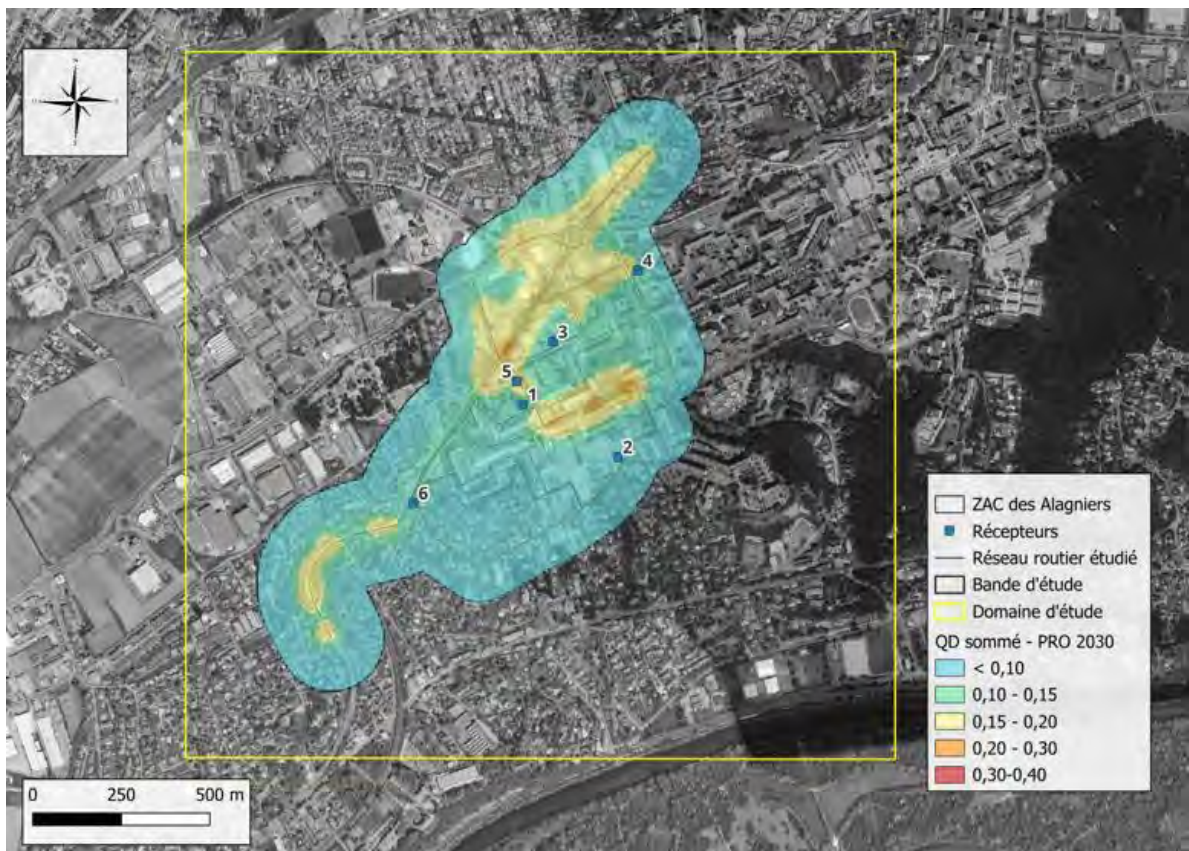 N
4
3
5
1
2
6
ZAC des Alagniers
Récepteurs
Réseau routier étudié
Bande d'étude
Domaine d'étude
QD sommé - PRO 2030
< 0,10
0,10 - 0,15
0,15 - 0,20
0,20 - 0,30
0,30-0,40
0 250 500 m